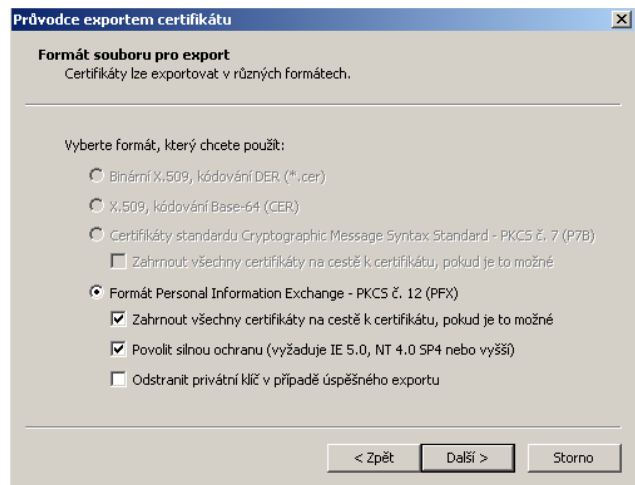 Průvodce exportem certifikátu
Formát souboru pro export
Certifikáty lze exportovat v různých formátech.
Vyberte formát, který chcete použít:
Binární X.509, kódování DER (*.cer)
X.509, kódování Base-64 (CER)
Certifikáty standardu Cryptographic Message Syntax Standard - PKCS č. 7 (P7B)
Zahrnout všechny certifikáty na cestě k certifikátu, pokud je to možné
Formát Personal Information Exchange - PKCS č. 12 (PFX)
Zahrnout všechny certifikáty na cestě k certifikátu, pokud je to možné
Povolit silnou ochranu (vyžaduje IE 5.0, NT 4.0 SP4 nebo vyšší)
Odstranit privátní klíč v případě úspěšného exportu
< Zpět
Další >
Storno